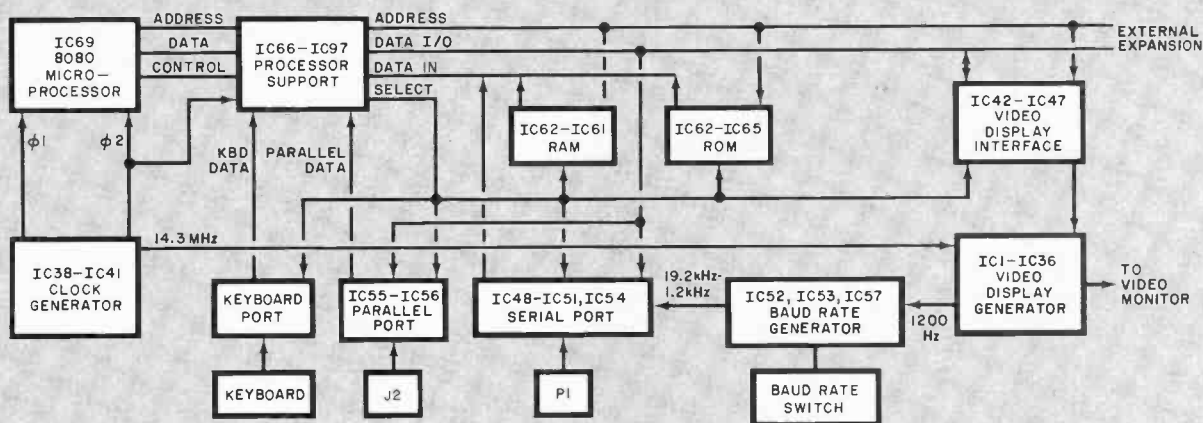 ADDRESS
DATA
CONTROL
IC69
8080
MICRO–
PROCESSOR
IC66–IC97
PROCESSOR
SUPPORT
ADDRESS
DATA I/O
DATA IN
SELECT
EXTERNAL
EXPANSION
IC62–IC61
RAM
IC62–IC65
ROM
IC42–IC47
VIDEO
DISPLAY
INTERFACE
ϕ1
ϕ2
KBD
DATA
PARALLEL
DATA
14.3MHz
IC38–IC41
CLOCK
GENERATOR
KEYBOARD
PORT
IC55–IC56
PARALLEL
PORT
IC48–IC51, IC54
SERIAL PORT
19.2kHz–
1.2kHz
IC52, IC53, IC57
BAUD RATE
GENERATOR
1200
Hz
IC1–IC36
VIDEO
DISPLAY
GENERATOR
TO
VIDEO
MONITOR
KEYBOARD
J2
P1
BAUD RATE
SWITCH